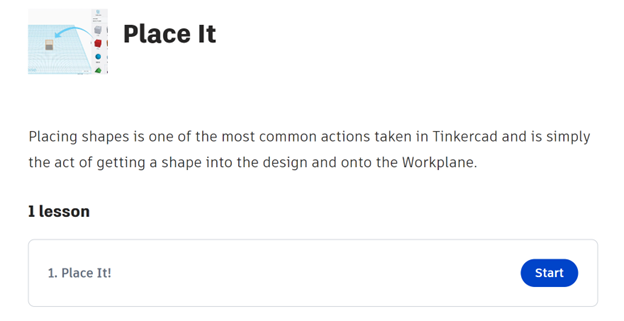 Place It
Placing shapes is one of the most common actions taken in Tinkercad and is simply
the act of getting a shape into the design and onto the Workplane.
1 lesson
1. Place It!
Start